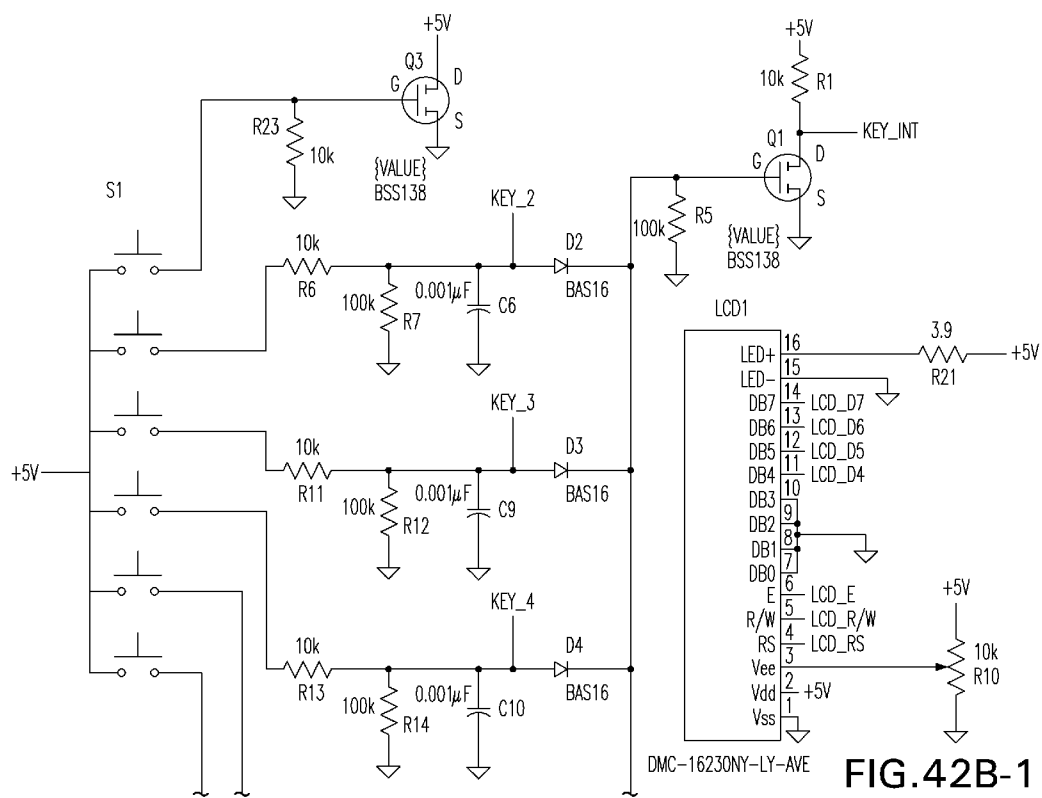 +5V
Q3
G
D
S
R23
10k
{VALUE}
BSS138
+5V
10k
R1
KEY_INT
Q1
G
D
S
R5
100k
{VALUE}
BSS138
S1
+5V
KEY_2
10k
R6
100k
R7
0.001μF
C6
D2
BAS16
KEY_3
10k
R11
100k
R12
0.001μF
C9
D3
BAS16
KEY_4
10k
R13
100k
R14
0.001μF
C10
D4
BAS16
LCD1
LED+ 16
3.9
R21
+5V
LED- 15
DB7 14 LCD_D7
DB6 13 LCD_D6
DB5 12 LCD_D5
DB4 11 LCD_D4
DB3 10
DB2 9
DB1 8
DB0 7
E 6 LCD_E
R/W 5 LCD_R/W
RS 4 LCD_RS
Vee 3
Vdd 2 +5V
Vss 1
+5V
10k
R10
DMC-16230NY-LY-AVE
FIG.42B-1